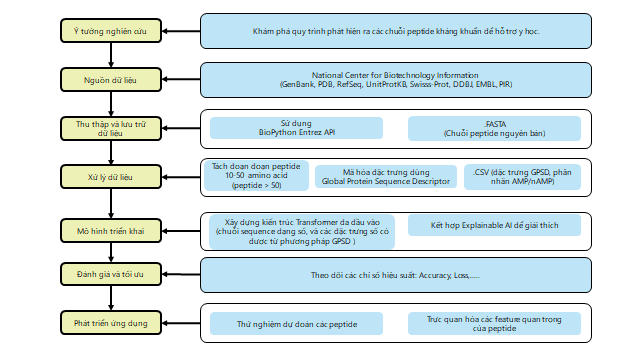 Ý tưởng nghiên cứu
Khám phá quy trình phát hiện ra các chuỗi peptide kháng khuẩn để hỗ trợ y học.
Nguồn dữ liệu
National Center for Biotechnology Information
(GenBank, PDB, RefSeq, UnitProtKB, Swisss-Prot, DDBJ, EMBL, PIR)
Thu thập và lưu trữ
dữ liệu
Sử dụng
BioPython Entrez API
.FASTA
(Chuỗi peptide nguyên bản)
Xử lý dữ liệu
Tách đoạn đoạn peptide
10-50 amino acid
(peptide > 50)
Mã hóa đặc trưng dùng
Global Protein Sequence Descriptor
.CSV (đặc trưng GPSD, phân
nhãn AMP/nAMP)
Mô hình triển khai
Xây dựng kiến trúc Transformer đa đầu vào
(chuỗi sequence dạng số, và các đặc trưng số có
được từ phương pháp GPSD )
Kết hợp Explainable AI để giải thích
Đánh giá và tối ưu
Theo dõi các chỉ số hiệu suất: Accuracy, Loss,.....
Phát triển ứng dụng
Thử nghiệm dự đoán các peptide
Trực quan hóa các feature quan trọng
của peptide